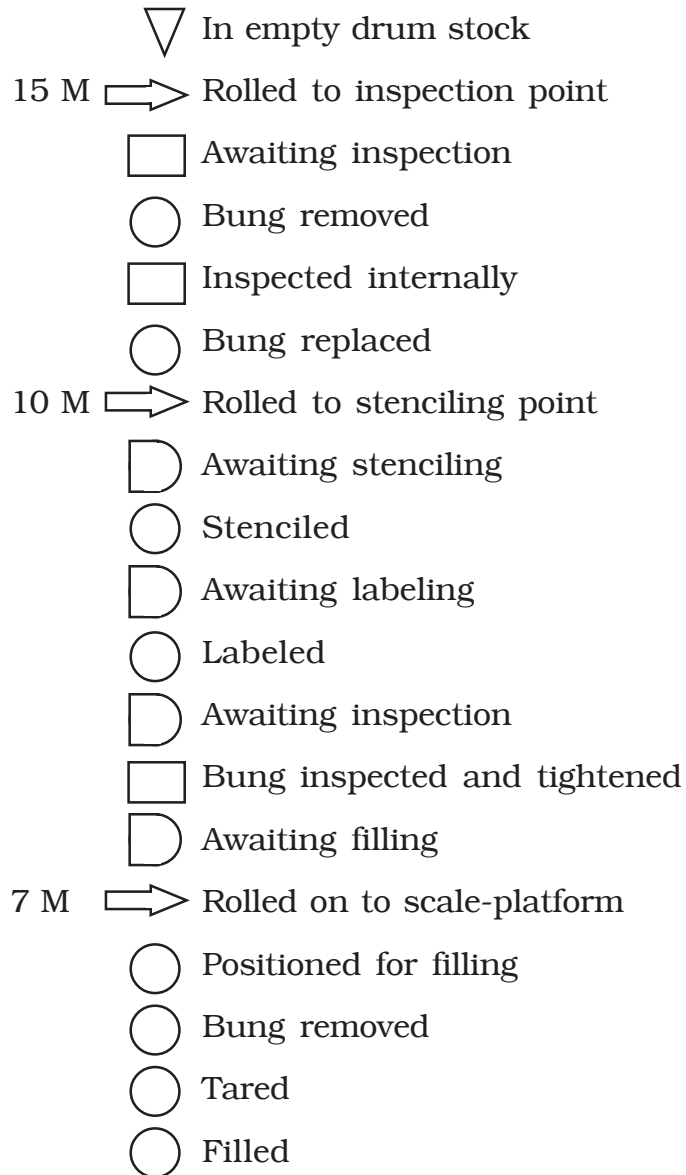 In empty drum stock
15 M Rolled to inspection point
Awaiting inspection
Bung removed
Inspected internally
Bung replaced
10 M Rolled to stenciling point
Awaiting stenciling
Stenciled
Awaiting labeling
Labeled
Awaiting inspection
Bung inspected and tightened
Awaiting filling
7 M Rolled on to scale-platform
Positioned for filling
Bung removed
Tared
Filled